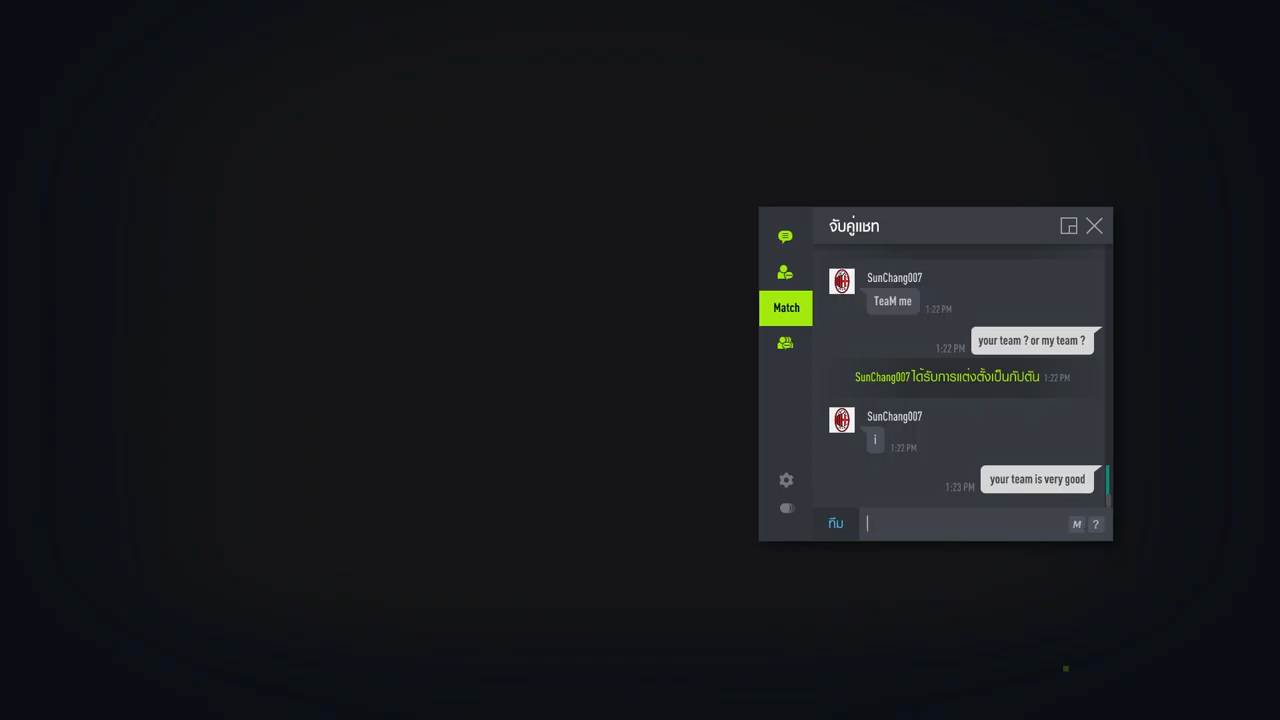 จับคู่แชท
SunChang007
TeaM me
1:22 PM
your team ? or my team ?
1:22 PM
SunChang007 ได้รับการแต่งตั้งเป็นกัปตัน 1:22 PM
Match
SunChang007
i
1:22 PM
your team is very good
1:23 PM
ทีม
M ?